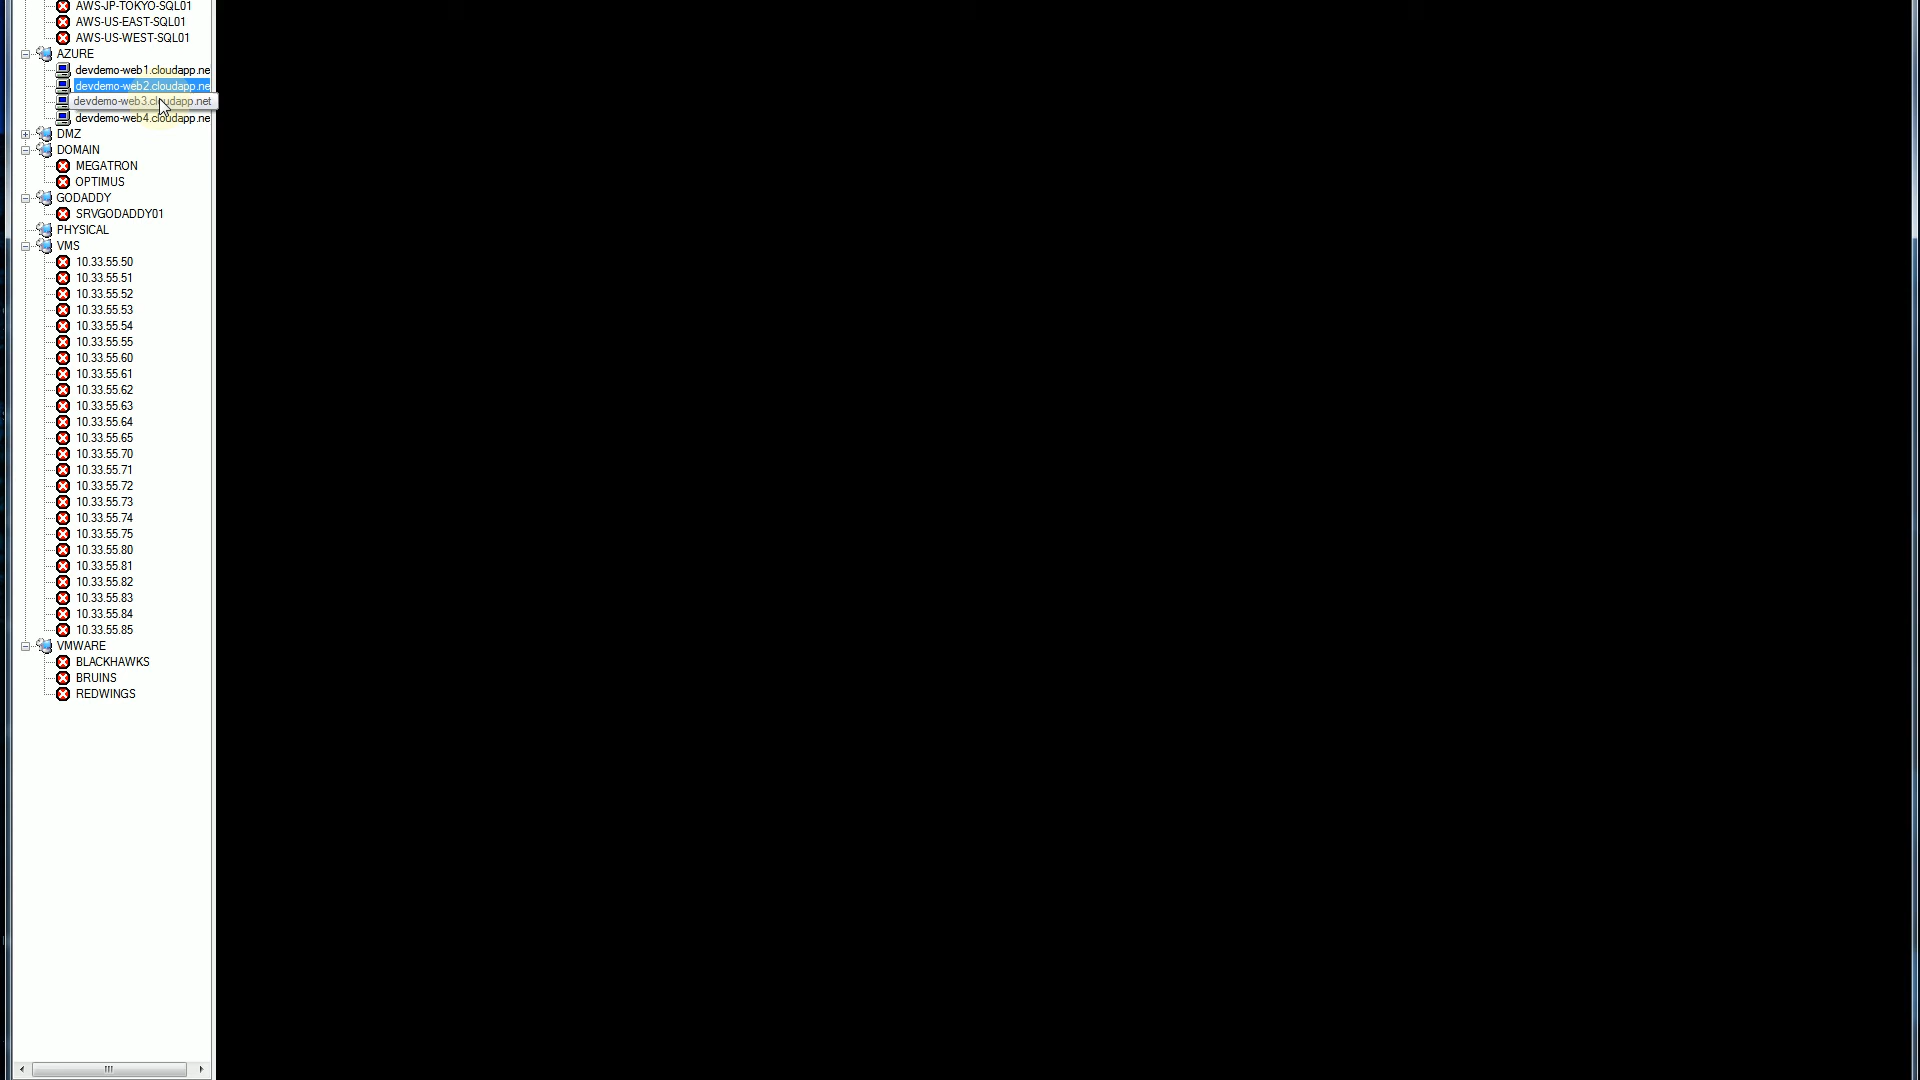 AWS-JP-TOKYO-SQL01
AWS-US-EAST-SQL01
AWS-US-WEST-SQL01
AZURE
devdemo-web1.cloudapp.ne
devdemo-web2.cloudapp.ne
devdemo-web3.cloudapp.net
devdemo-web4.cloudapp.ne
DMZ
DOMAIN
MEGATRON
OPTIMUS
GODADDY
SRVGODADDY01
PHYSICAL
VMS
10.33.55.50
10.33.55.51
10.33.55.52
10.33.55.53
10.33.55.54
10.33.55.55
10.33.55.60
10.33.55.61
10.33.55.62
10.33.55.63
10.33.55.64
10.33.55.65
10.33.55.70
10.33.55.71
10.33.55.72
10.33.55.73
10.33.55.74
10.33.55.75
10.33.55.80
10.33.55.81
10.33.55.82
10.33.55.83
10.33.55.84
10.33.55.85
VMWARE
BLACKHAWKS
BRUINS
REDWINGS